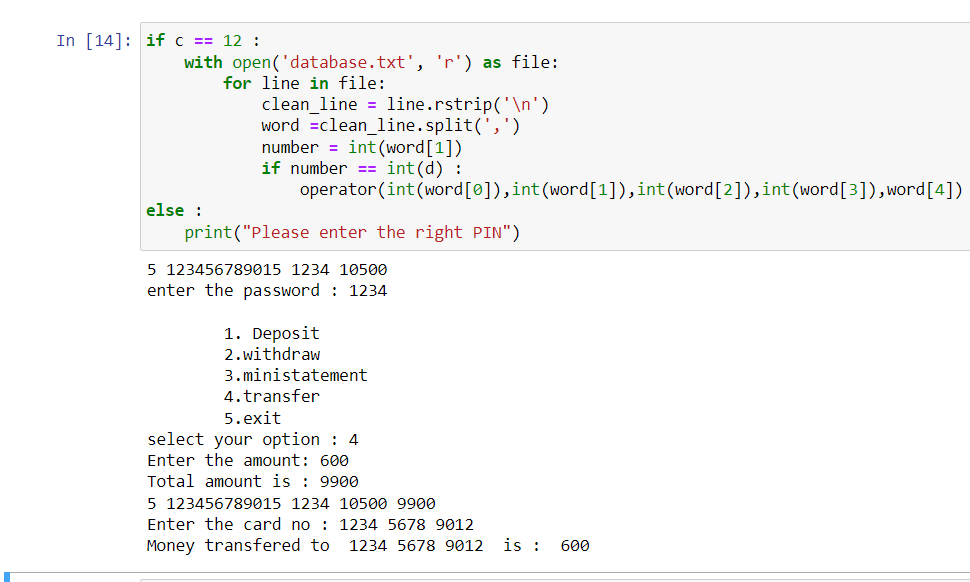 In [14]: if c == 12 :
with open('database.txt', 'r') as file:
for line in file:
clean_line = line.rstrip('\n')
word =clean_line.split(',')
number = int(word[1])
if number == int(d) :
operator(int(word[0]),int(word[1]),int(word[2]),int(word[3]),word[4])
else :
print("Please enter the right PIN")
5 123456789015 1234 10500
enter the password : 1234
1. Deposit
2.withdraw
3.ministatement
4.transfer
5.exit
select your option : 4
Enter the amount: 600
Total amount is : 9900
5 123456789015 1234 10500 9900
Enter the card no : 1234 5678 9012
Money transfered to  1234 5678 9012  is :  600